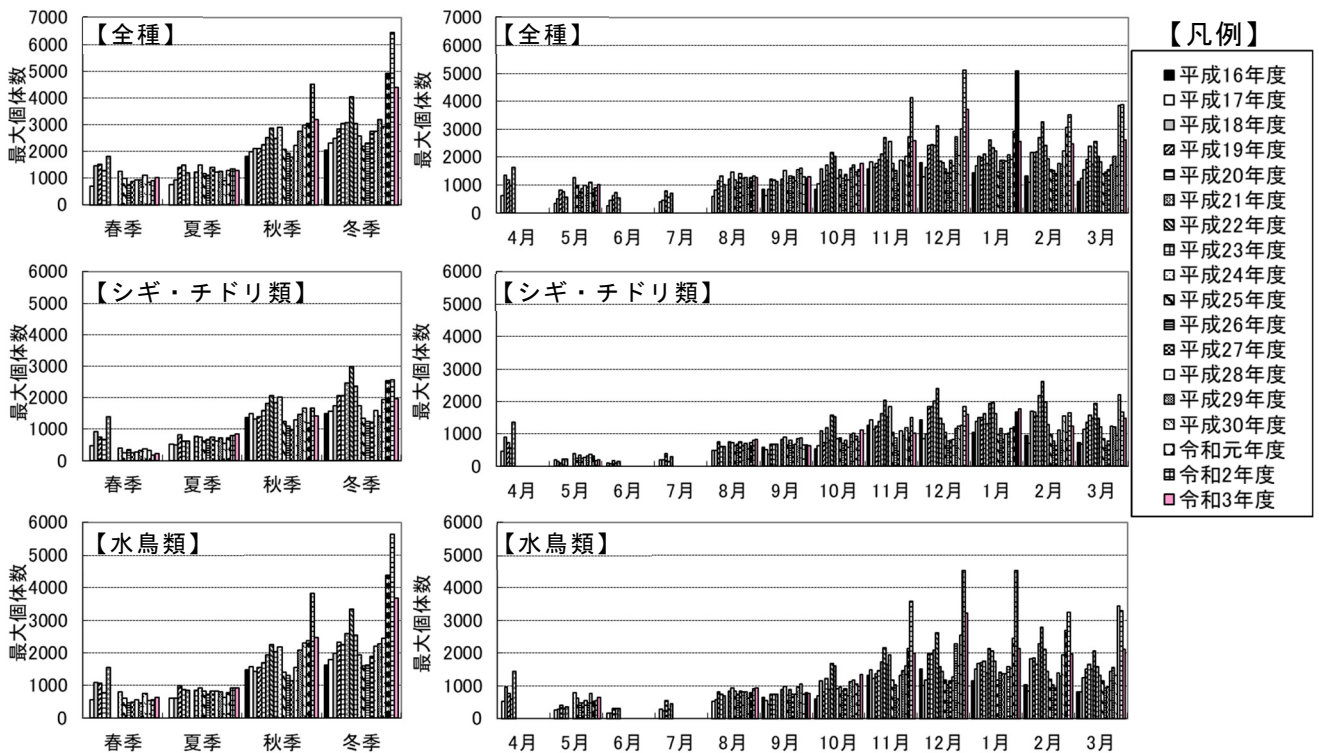 【全種】
最大個体数
7000
6000
5000
4000
3000
2000
1000
0
春季 夏季 秋季 冬季
【全種】
最大個体数
7000
6000
5000
4000
3000
2000
1000
0
4月 5月 6月 7月 8月 9月 10月 11月 12月 1月 2月 3月
【シギ・チドリ類】
最大個体数
6000
5000
4000
3000
2000
1000
0
春季 夏季 秋季 冬季
【シギ・チドリ類】
最大個体数
6000
5000
4000
3000
2000
1000
0
4月 5月 6月 7月 8月 9月 10月 11月 12月 1月 2月 3月
【水鳥類】
最大個体数
6000
5000
4000
3000
2000
1000
0
春季 夏季 秋季 冬季
【水鳥類】
最大個体数
6000
5000
4000
3000
2000
1000
0
4月 5月 6月 7月 8月 9月 10月 11月 12月 1月 2月 3月
【凡例】
平成16年度
平成17年度
平成18年度
平成19年度
平成20年度
平成21年度
平成22年度
平成23年度
平成24年度
平成25年度
平成26年度
平成27年度
平成28年度
平成29年度
平成30年度
令和元年度
令和2年度
令和3年度